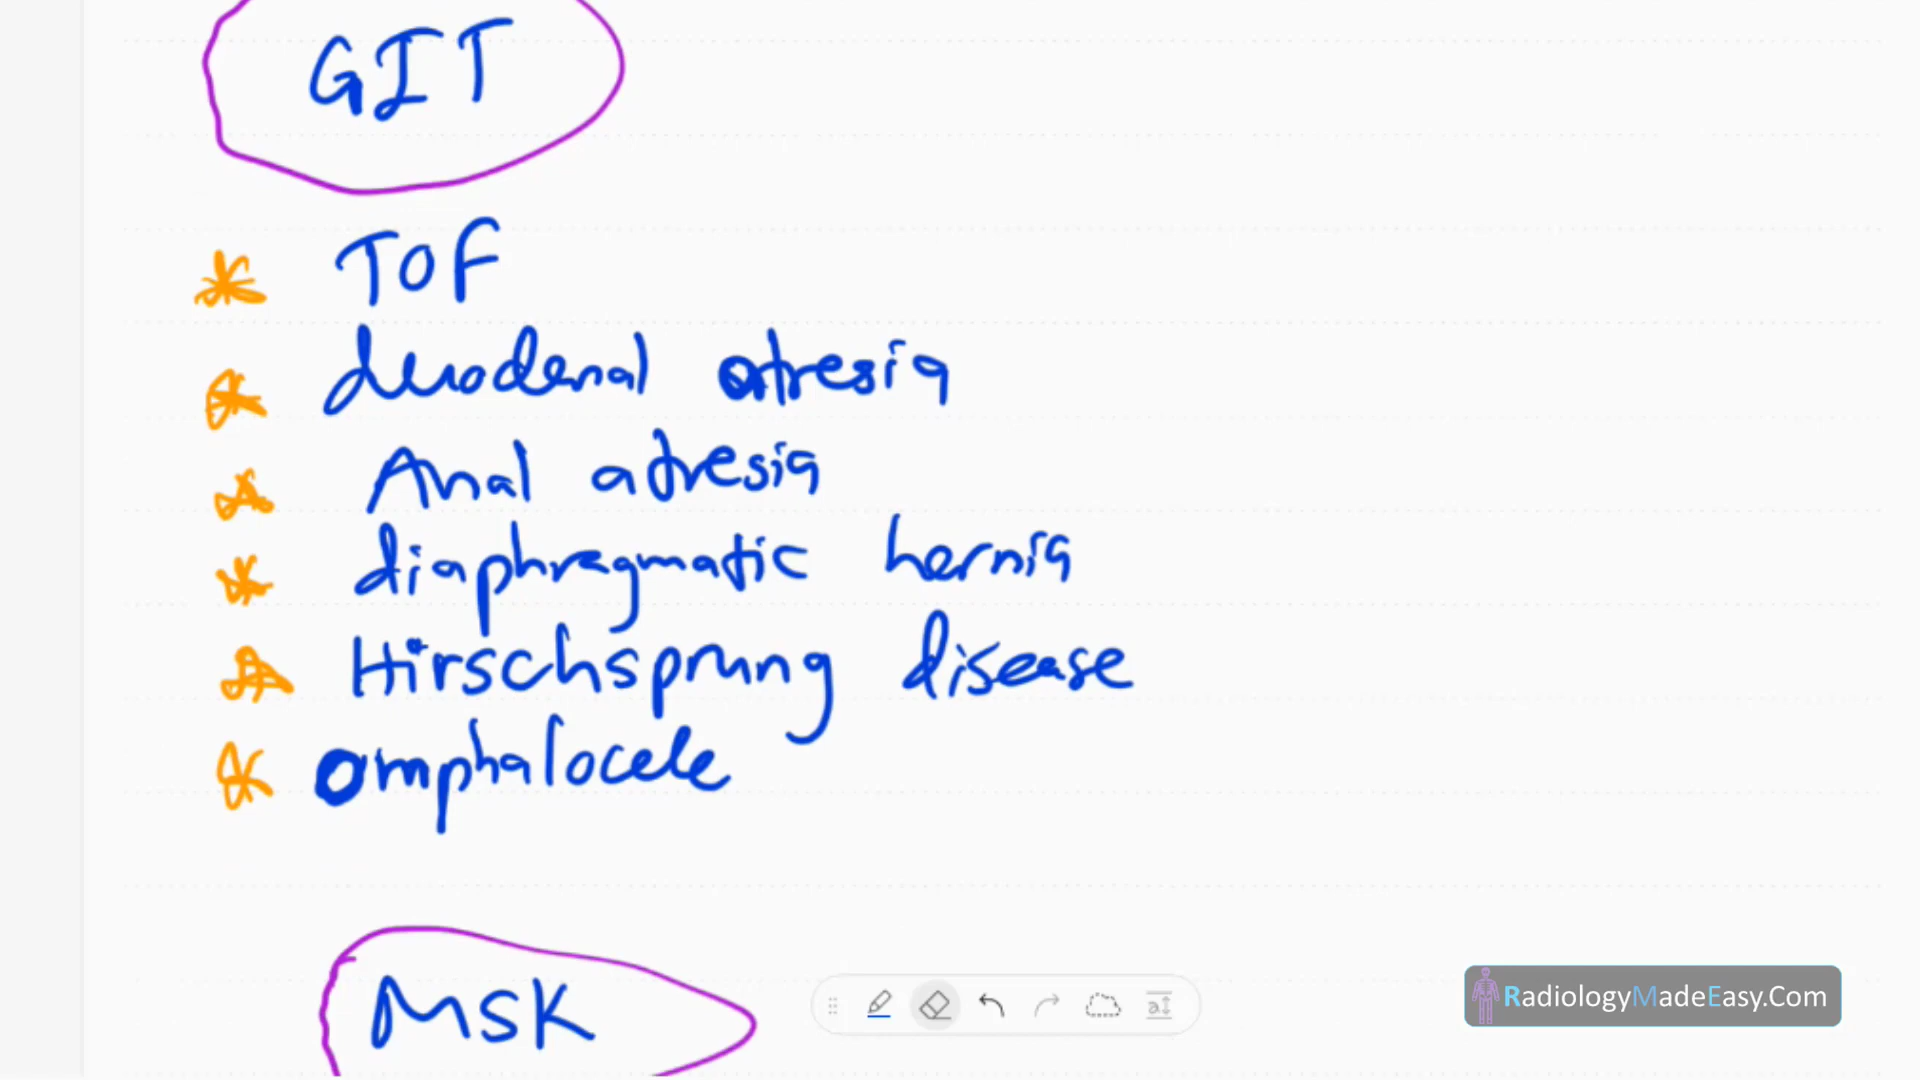 GIT
TOF
duodenal atresia
Anal atresia
diaphragmatic hernia
Hirschsprung disease
omphalocele
MSK
RadiologyMadeEasy.Com